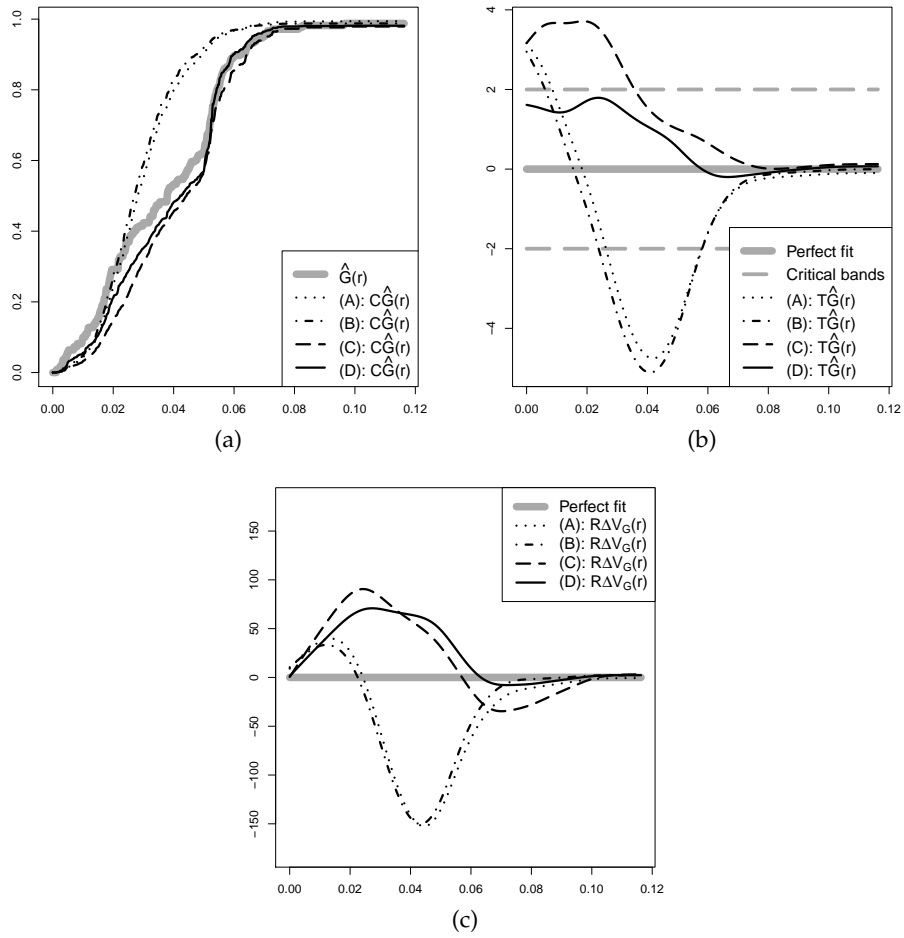 1.0
0.8
0.6
0.4
0.2
0.0
Ĝ(r)
(A): CĜ(r)
(B): CĜ(r)
(C): CĜ(r)
(D): CĜ(r)
0.00 0.02 0.04 0.06 0.08 0.10 0.12
(a)
4
2
0
-2
-4
Perfect fit
Critical bands
(A): TĜ(r)
(B): TĜ(r)
(C): TĜ(r)
(D): TĜ(r)
0.00 0.02 0.04 0.06 0.08 0.10 0.12
(b)
Perfect fit
(A): RΔV_G(r)
(B): RΔV_G(r)
(C): RΔV_G(r)
(D): RΔV_G(r)
150
100
50
0
-50
-100
-150
0.00 0.02 0.04 0.06 0.08 0.10 0.12
(c)